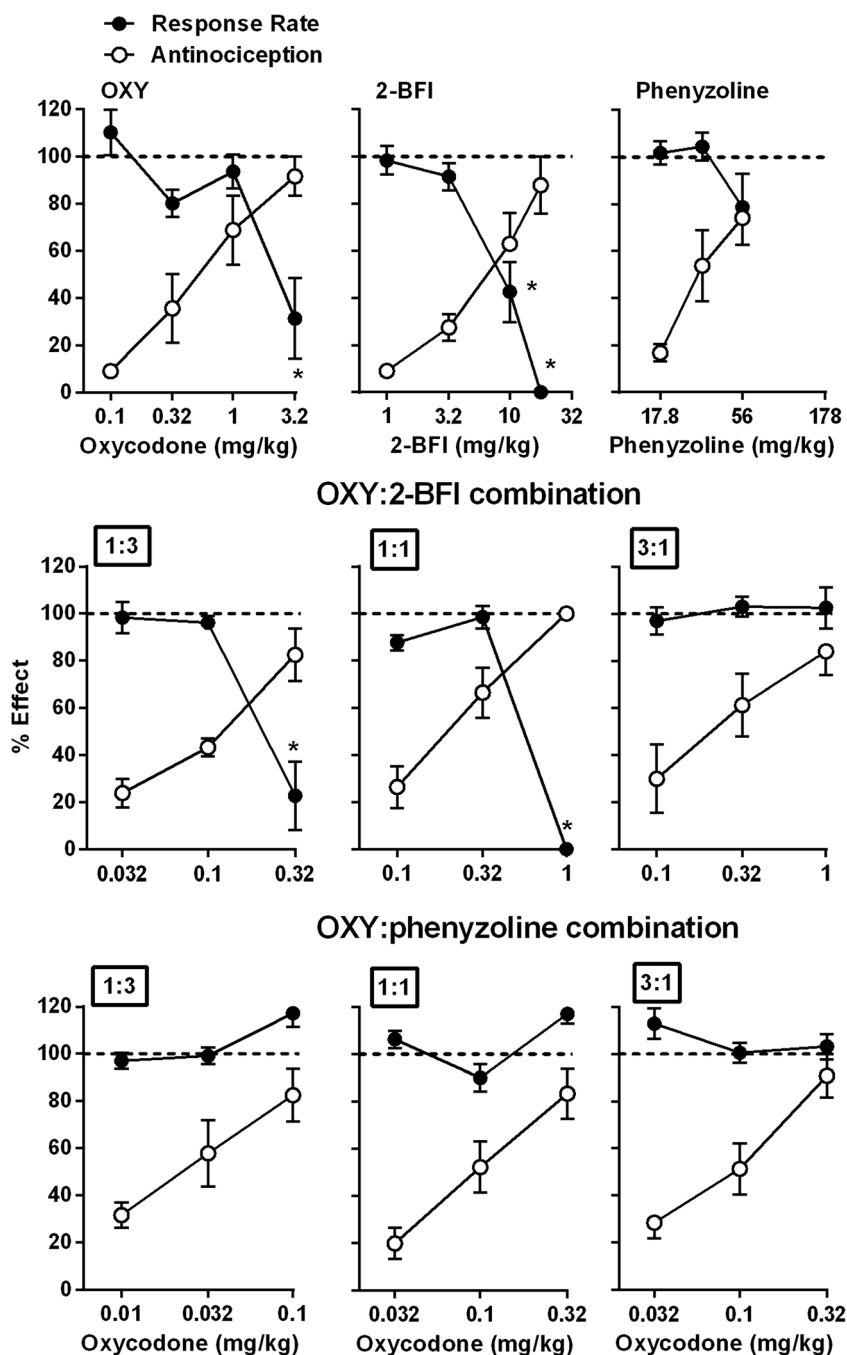 Response Rate
Antinociception
OXY 2-BFI Phenyzoline
120
100
80
60
40
20
0
* * *
0.1 0.32 1 3.2 1 3.2 10 32 17.8 56 178
Oxycodone (mg/kg) 2-BFI (mg/kg) Phenyzoline (mg/kg)
OXY:2-BFI combination
1:3 1:1 3:1
120
100
80
60
40
20
0
% Effect
* *
0.032 0.1 0.32 0.1 0.32 1 0.1 0.32 1
OXY:phenyzoline combination
1:3 1:1 3:1
120
100
80
60
40
20
0
0.01 0.032 0.1 0.032 0.1 0.32 0.032 0.1 0.32
Oxycodone (mg/kg) Oxycodone (mg/kg) Oxycodone (mg/kg)